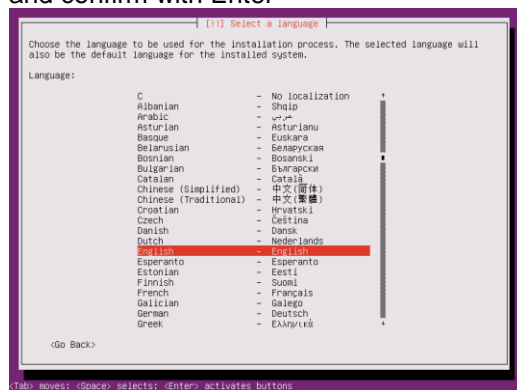 and confirm with Enter
[!!] Select a language
Choose the language to be used for the installation process. The selected language will
also be the default language for the installed system.
Language:
C - No localization
Albanian - Shqip
Arabic - عربي
Asturian - Asturianu
Basque - Euskara
Belarusian - Беларуская
Bosnian - Bosanski
Bulgarian - Български
Catalan - Català
Chinese (Simplified) - 中文(简体)
Chinese (Traditional) - 中文(繁體)
Croatian - Hrvatski
Czech - Čeština
Danish - Dansk
Dutch - Nederlands
English - English
Esperanto - Esperanto
Estonian - Eesti
Finnish - Suomi
French - Français
Galician - Galego
German - Deutsch
Greek - Ελληνικά
<Go Back>
<Tab> moves; <Space> selects; <Enter> activates buttons